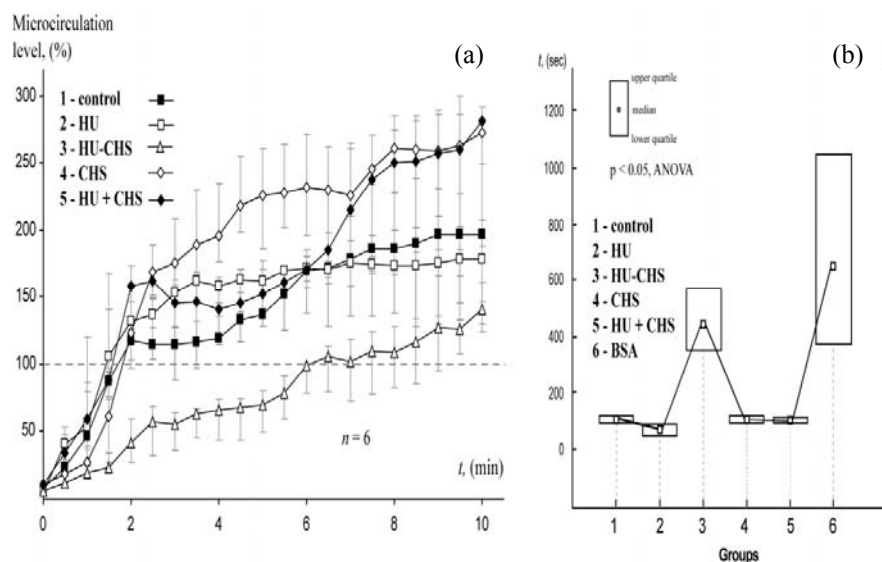 Microcirculation
level, (%)
(a)
300
250
200
150
100
50
0
2
4
6
8
10
1 - control
2 - HU
3 - HU-CHS
4 - CHS
5 - HU + CHS
n = 6
t, (min)
(b)
t, (sec)
1200
1000
800
600
400
200
0
upper quartile
median
lower quartile
p < 0.05, ANOVA
1 - control
2 - HU
3 - HU-CHS
4 - CHS
5 - HU + CHS
6 - BSA
1
2
3
4
5
6
Groups